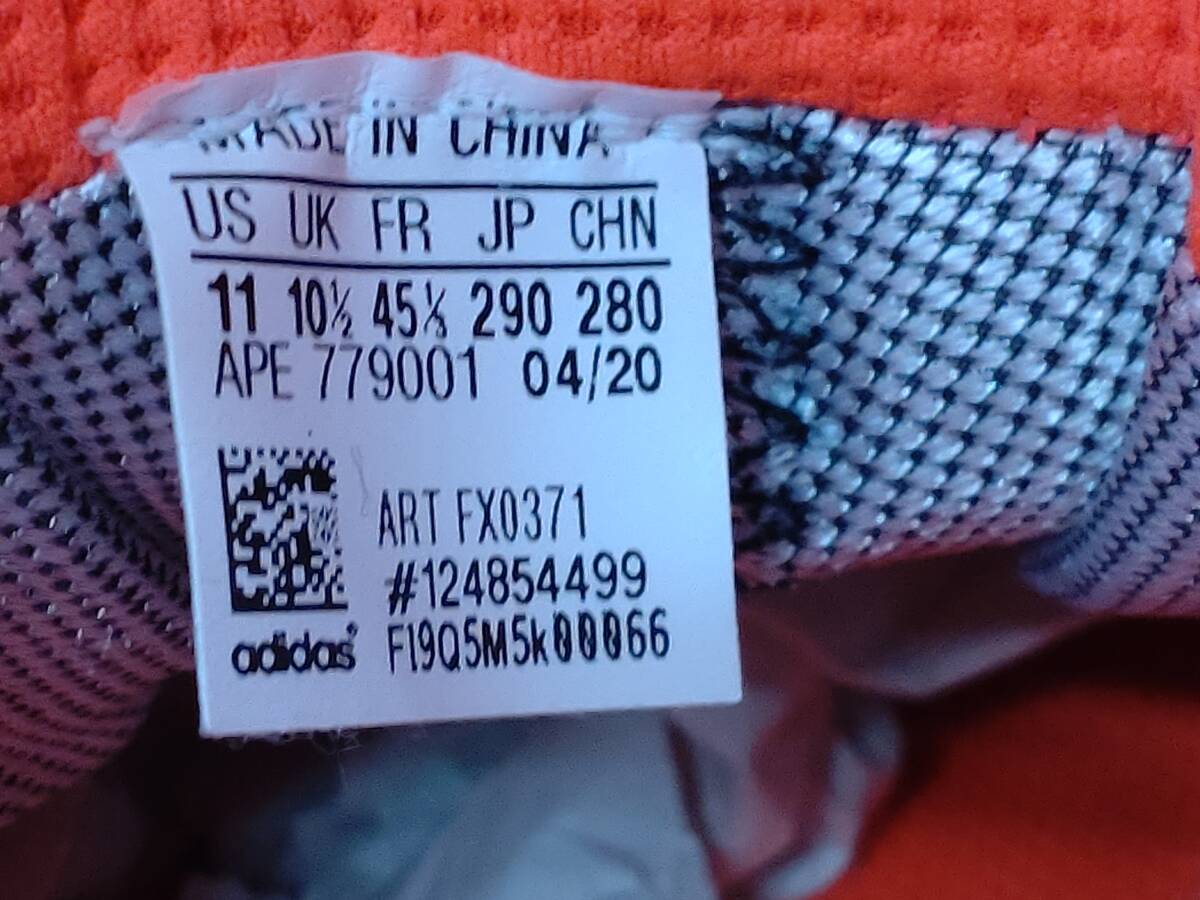 MADE IN CHINA
US UK FR JP CHN
11 10½ 45⅓ 290 280
APE 779001 04/20
ART FX0371
#124854499
adidas FI9Q5M5k00066